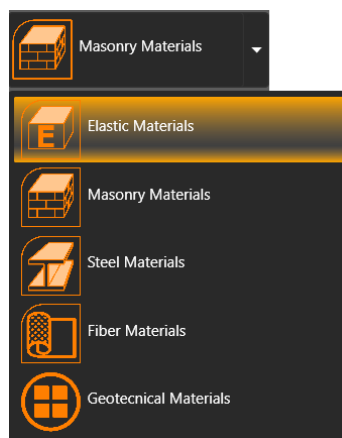 Masonry Materials
E
Elastic Materials
Masonry Materials
Steel Materials
Fiber Materials
Geotecnical Materials